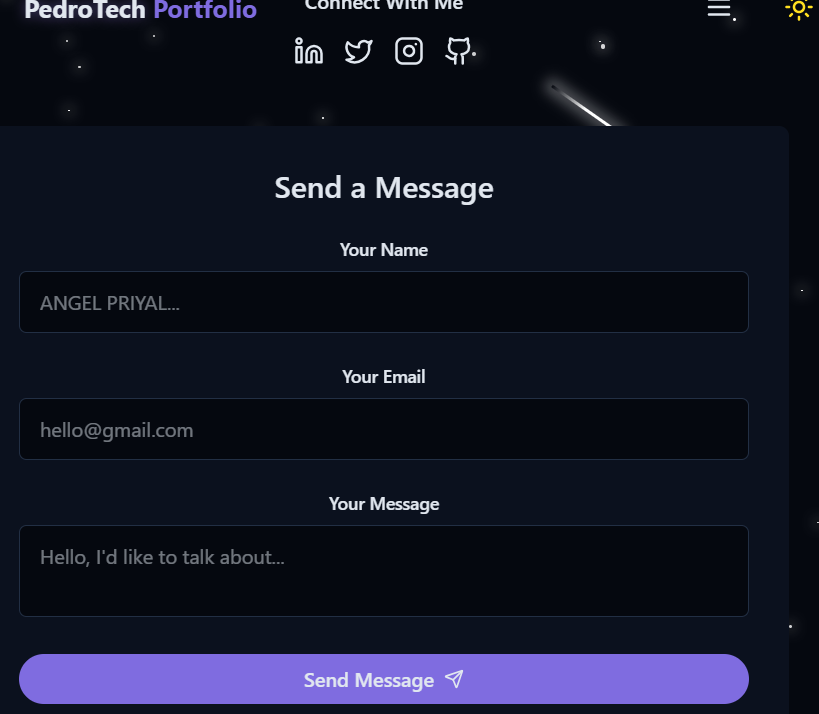 PedroTech Portfolio
Connect With Me
Send a Message
Your Name
ANGEL PRIYAL...
Your Email
hello@gmail.com
Your Message
Hello, I'd like to talk about...
Send Message